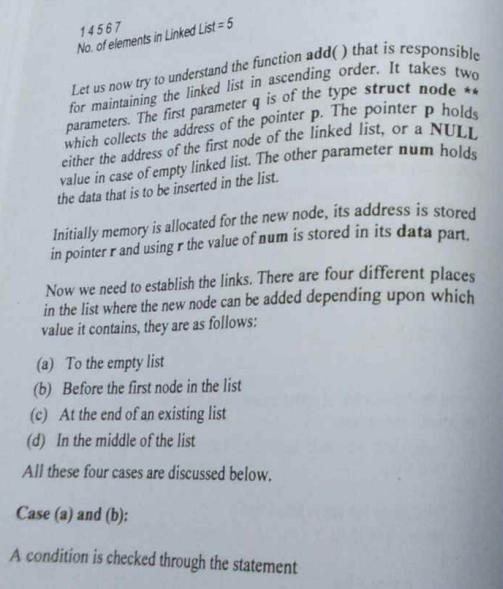 1 4 5 6 7
No. of elements in Linked List = 5
Let us now try to understand the function add( ) that is responsible
for maintaining the linked list in ascending order. It takes two
parameters. The first parameter q is of the type struct node **
which collects the address of the pointer p. The pointer p holds
either the address of the first node of the linked list, or a NULL
value in case of empty linked list. The other parameter num holds
the data that is to be inserted in the list.
Initially memory is allocated for the new node, its address is stored
in pointer r and using r the value of num is stored in its data part.
Now we need to establish the links. There are four different places
in the list where the new node can be added depending upon which
value it contains, they are as follows:
(a) To the empty list
(b) Before the first node in the list
(c) At the end of an existing list
(d) In the middle of the list
All these four cases are discussed below.
Case (a) and (b):
A condition is checked through the statement